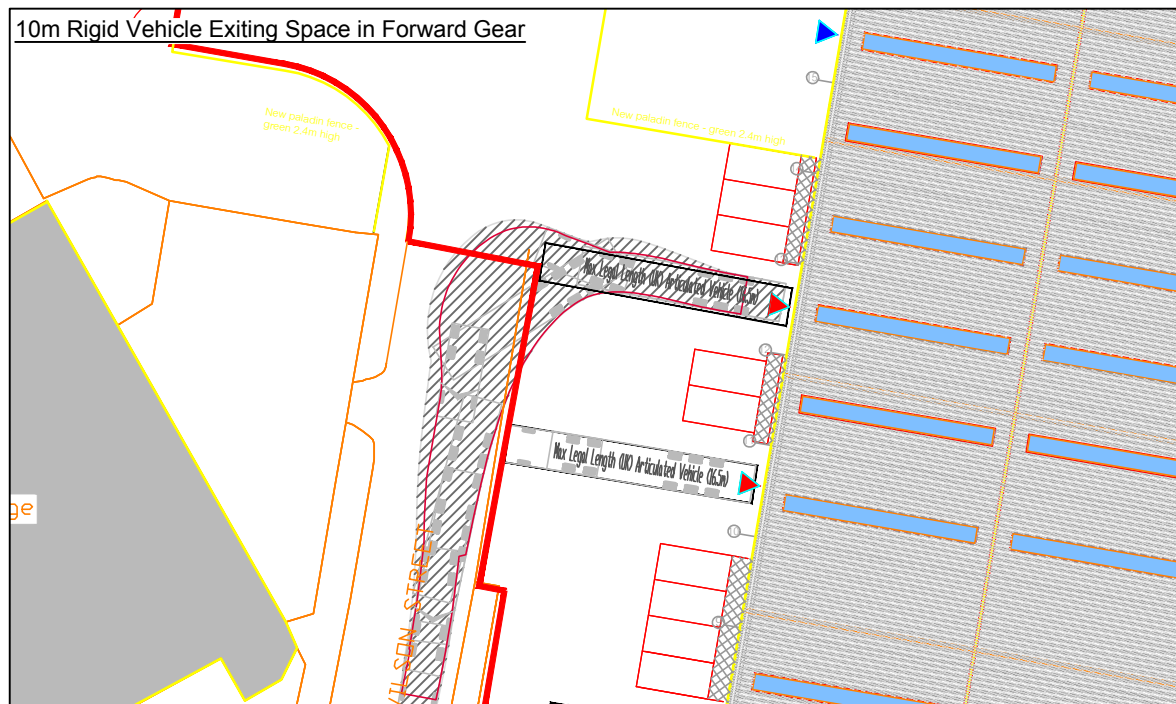 10m Rigid Vehicle Exiting Space in Forward Gear
New paladin fence -
green 2.4m high
New paladin fence - green 2.4m high
Max Legal Length (UK) Articulated Vehicle (16.5m)
Max Legal Length (UK) Articulated Vehicle (16.5m)
ge
STREET